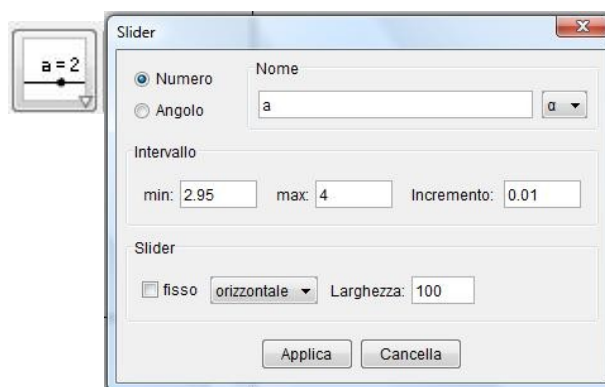 a = 2
Slider
Numero
Angolo
Nome
a
α
Intervallo
min: 2.95 max: 4 Incremento: 0.01
Slider
fisso orizzontale Larghezza: 100
Applica Cancella